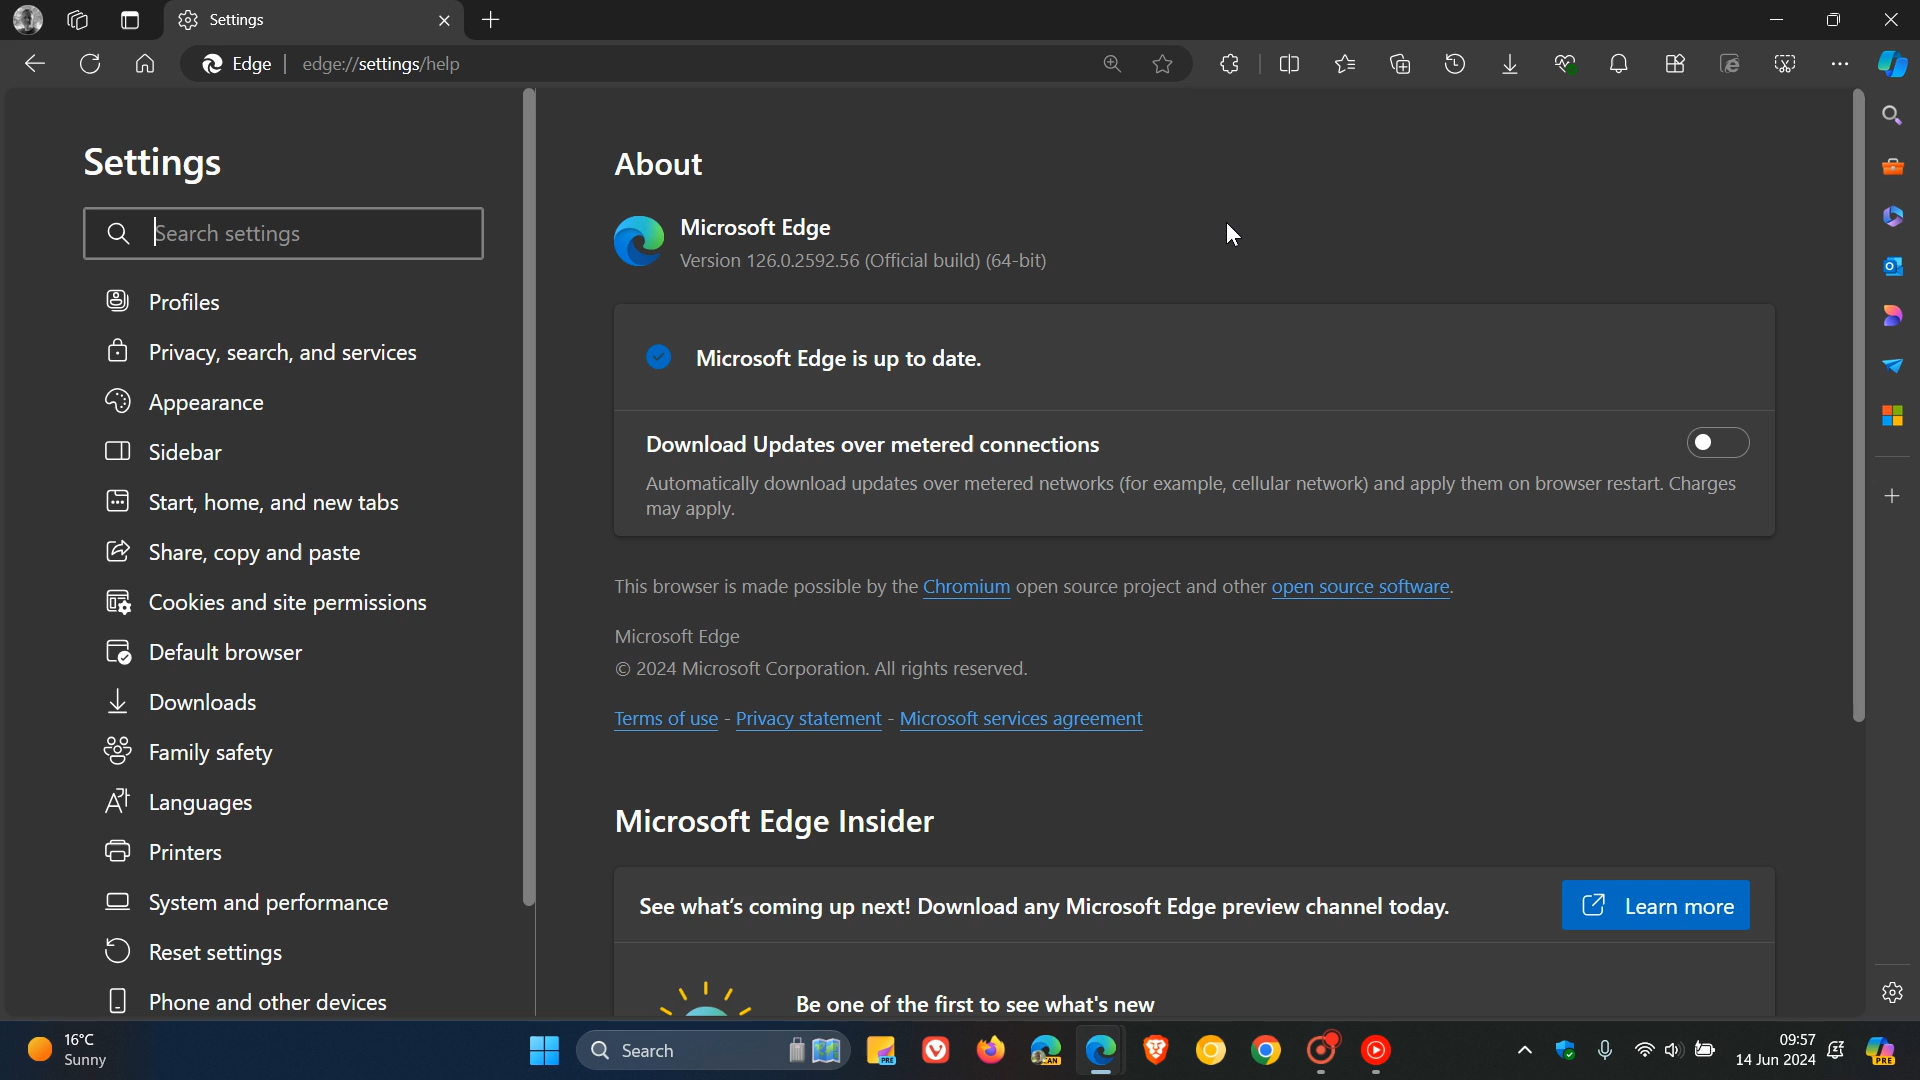 Settings
Edge
edge://settings/help
Settings
Search settings
Profiles
Privacy, search, and services
Appearance
Sidebar
Start, home, and new tabs
Share, copy and paste
Cookies and site permissions
Default browser
Downloads
Family safety
Languages
Printers
System and performance
Reset settings
Phone and other devices
About
Microsoft Edge
Version 126.0.2592.56 (Official build) (64-bit)
Microsoft Edge is up to date.
Download Updates over metered connections
Automatically download updates over metered networks (for example, cellular network) and apply them on browser restart. Charges
may apply.
This browser is made possible by the Chromium open source project and other open source software.
Microsoft Edge
© 2024 Microsoft Corporation. All rights reserved.
Terms of use - Privacy statement - Microsoft services agreement
Microsoft Edge Insider
See what's coming up next! Download any Microsoft Edge preview channel today.
Learn more
Be one of the first to see what's new
16°C
Sunny
Search
PRE
CAN
09:57
14 Jun 2024
PRE